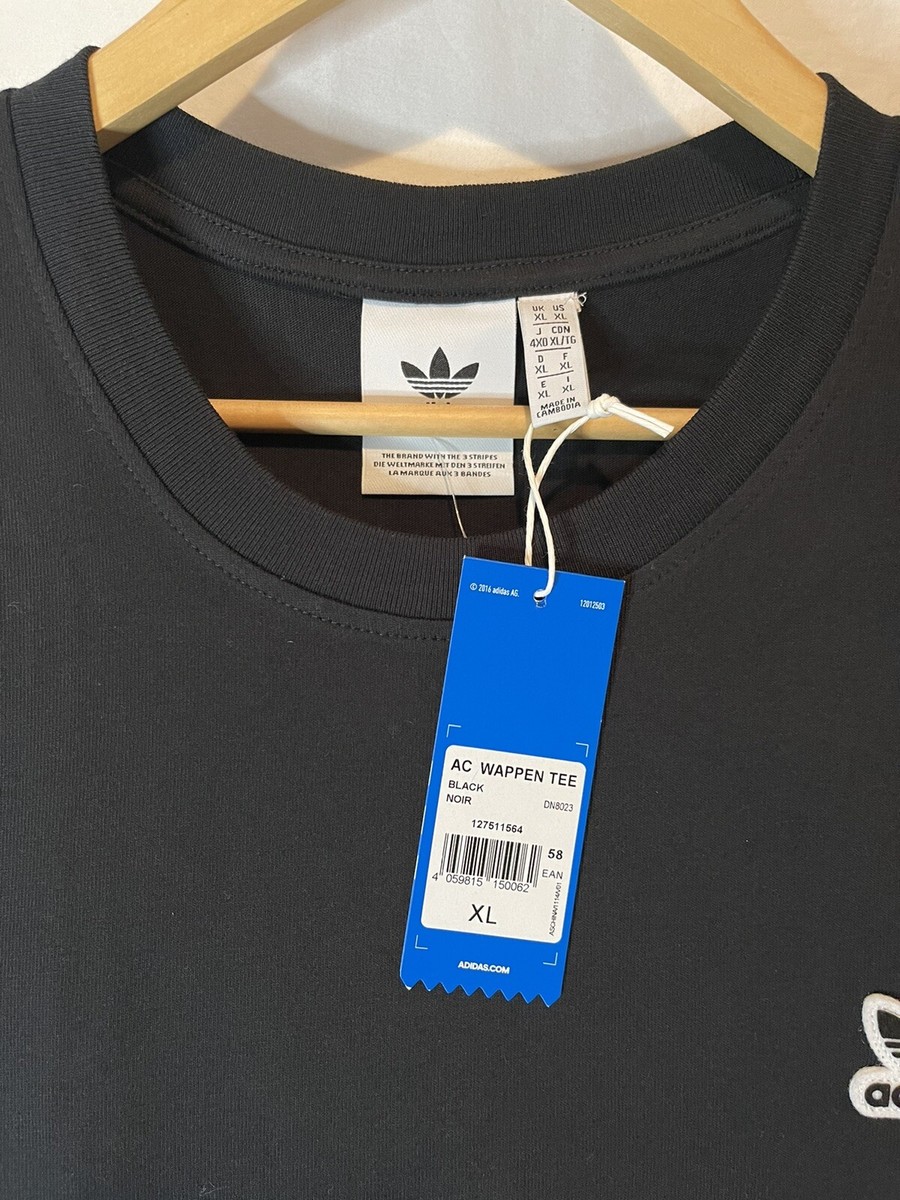 UK US
XL XL
J CDN
4XO XL/TG
D F
XL XL
E I
XL XL
MADE IN
CAMBODIA
THE BRAND WITH THE 3 STRIPES
DIE WELTMARKE MIT DEN 3 STREIFEN
LA MARQUE AUX 3 BANDES
© 2016 adidas AG.
12012503
AC WAPPEN TEE
BLACK
NOIR
DN8023
127511564
58
EAN
4 059815 150062
XL
ADIDAS.COM